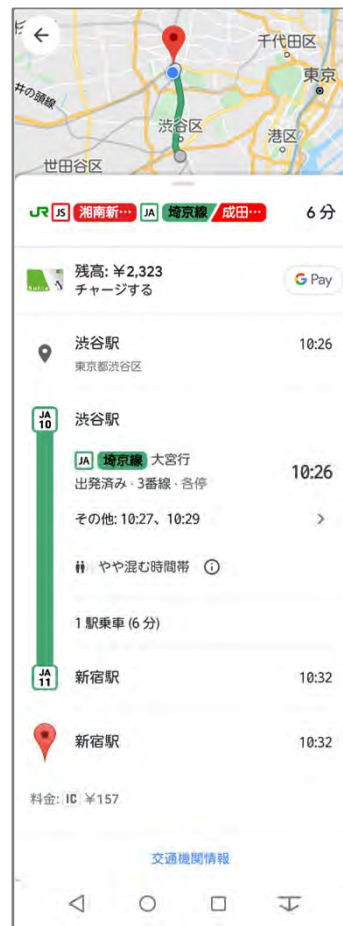 千代田区
東京
井の頭線
渋谷区
港区
世田谷区
JR JS 湘南新… JA 埼京線 成田… 6 分
残高: ¥2,323
チャージする
G Pay
渋谷駅 10:26
東京都渋谷区
JA
10
渋谷駅
JA 埼京線 大宮行
10:26
出発済み · 3番線 · 各停
その他: 10:27、10:29
やや混む時間帯
1 駅乗車 (6 分)
JA
11
新宿駅 10:32
新宿駅 10:32
料金: IC ¥157
交通機関情報